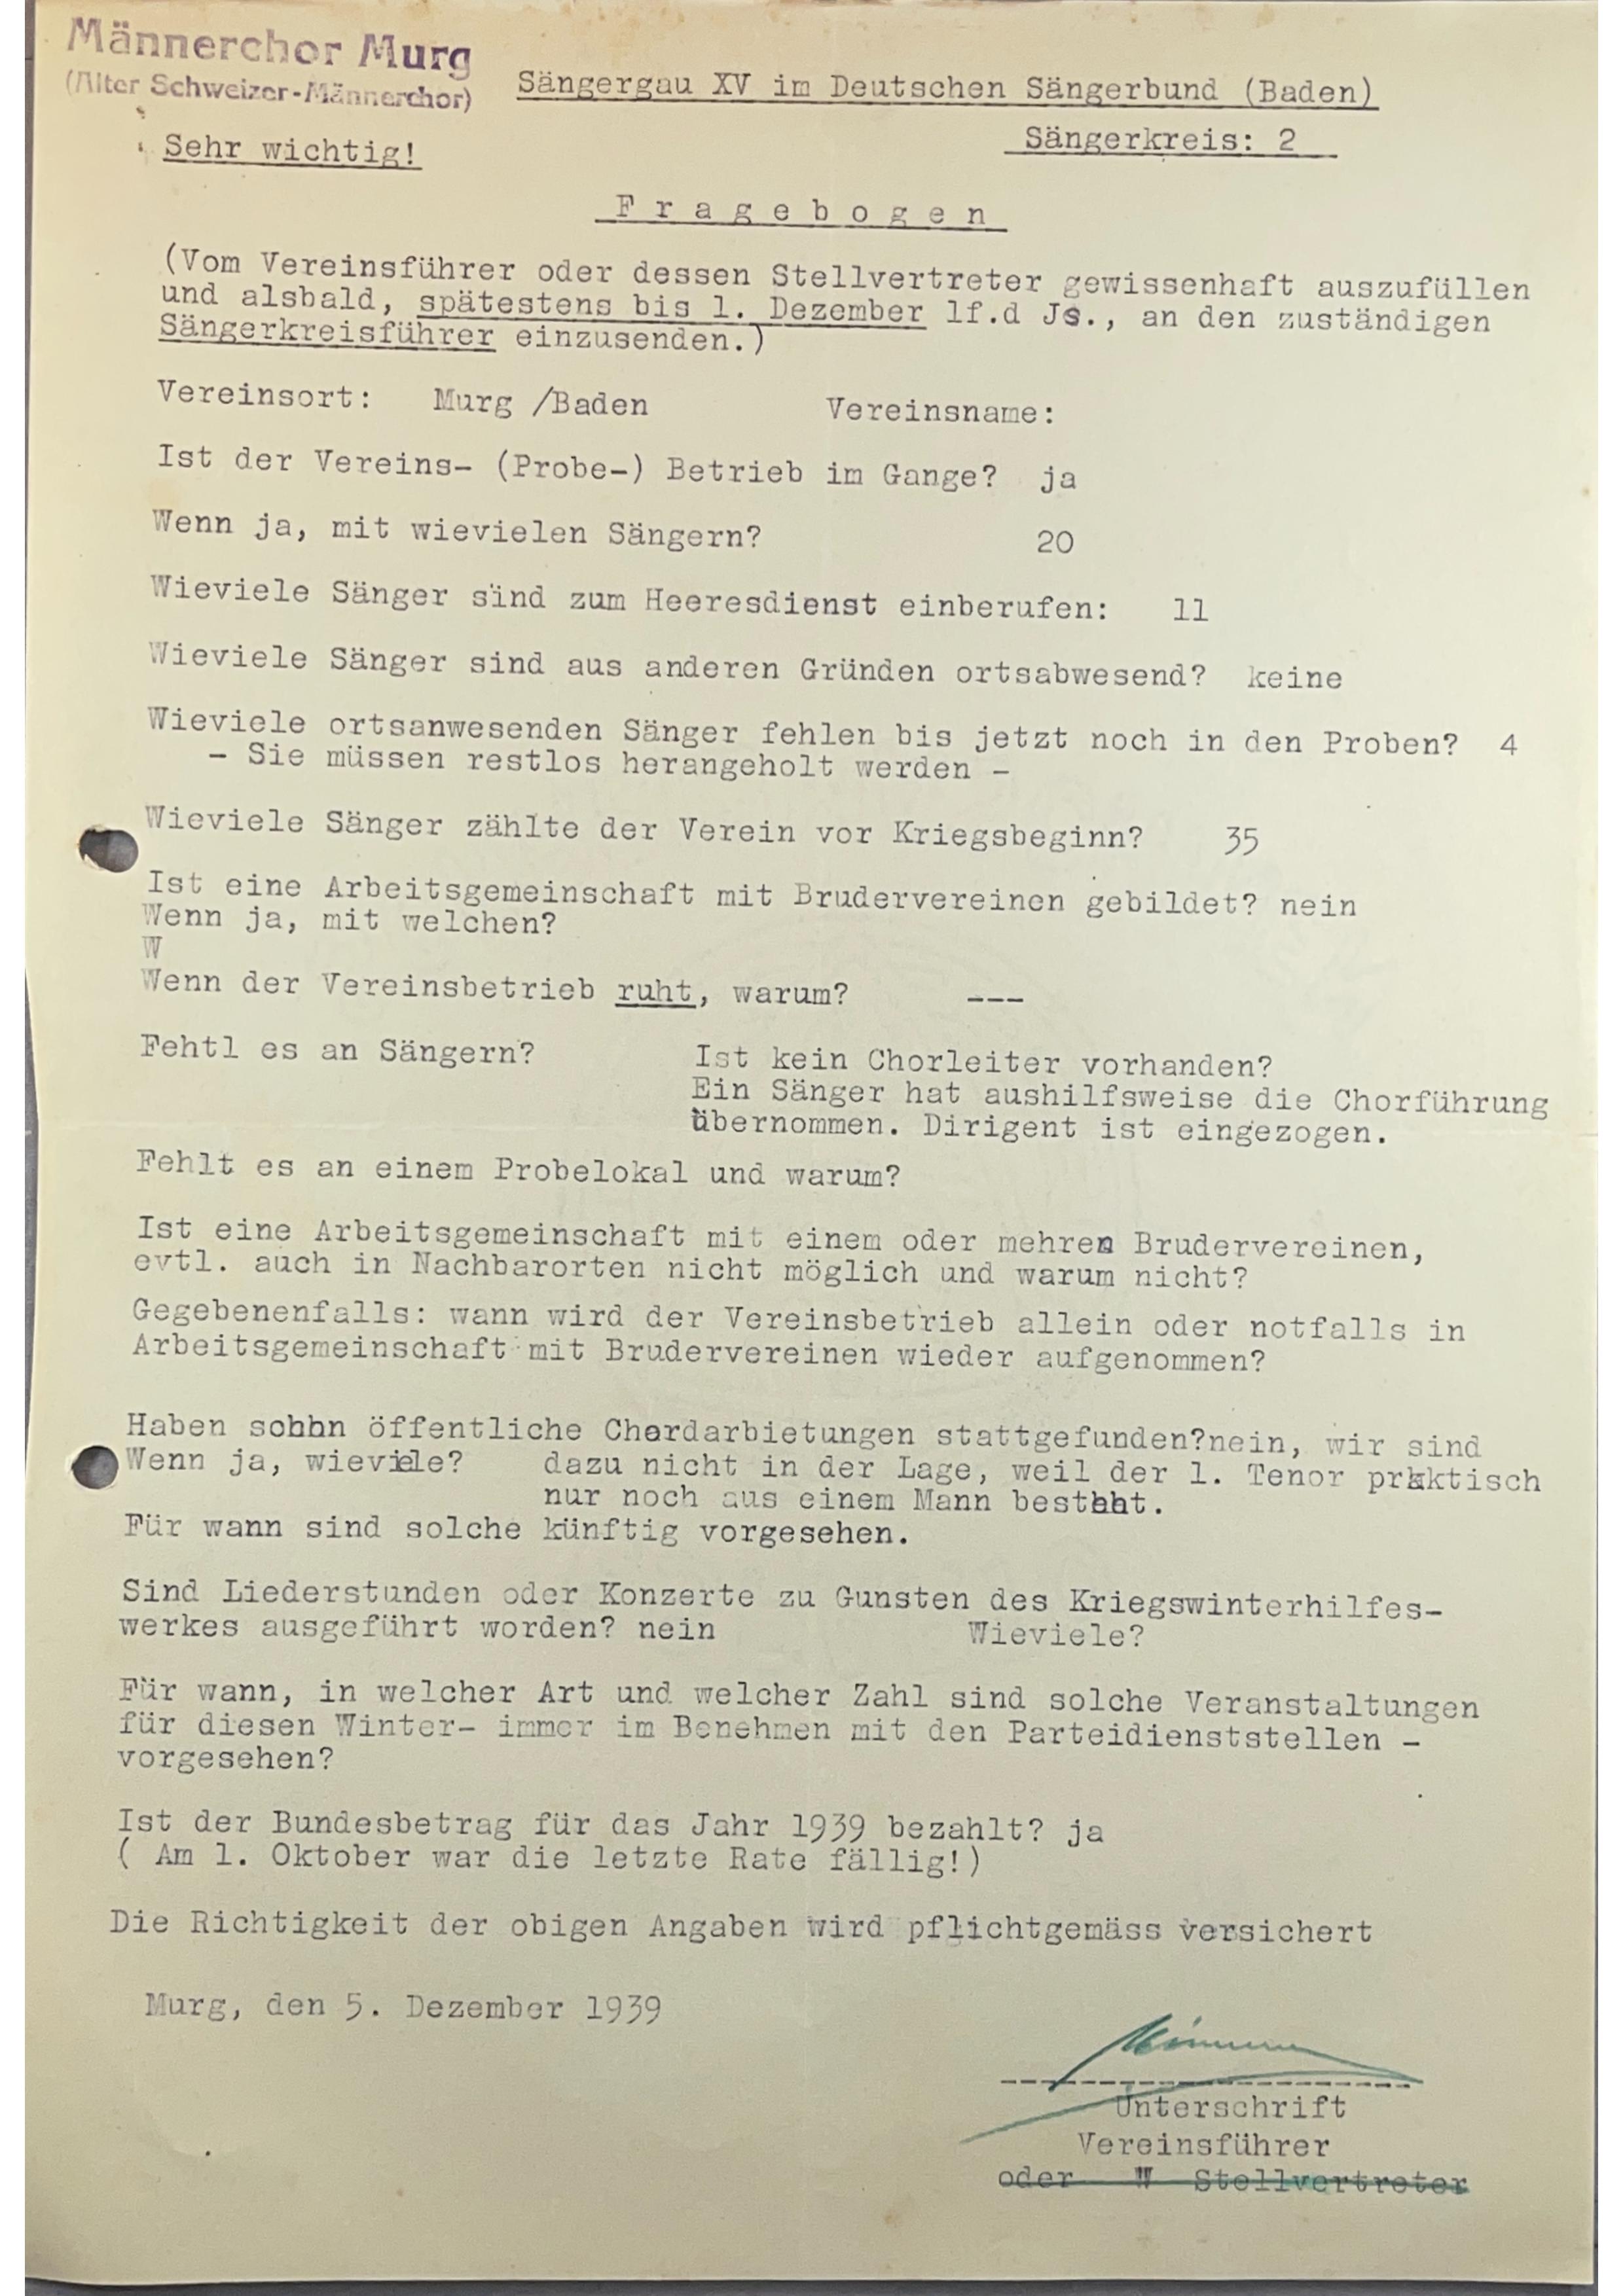 Männerchor Murg
(Alter Schweizer-Männerchor)
Sängergau XV im Deutschen Sängerbund (Baden)
Sängerkreis: 2
Sehr wichtig!
F r a g e b o g e n
(Vom Vereinsführer oder dessen Stellvertreter gewissenhaft auszufüllen
und alsbald, spätestens bis 1. Dezember lf.d Js., an den zuständigen
Sängerkreisführer einzusenden.)
Vereinsort: Murg /Baden Vereinsname:
Ist der Vereins- (Probe-) Betrieb im Gange? ja
Wenn ja, mit wievielen Sängern? 20
Wieviele Sänger sind zum Heeresdienst einberufen: 11
Wieviele Sänger sind aus anderen Gründen ortsabwesend? keine
Wieviele ortsanwesenden Sänger fehlen bis jetzt noch in den Proben? 4
- Sie müssen restlos herangeholt werden -
Wieviele Sänger zählte der Verein vor Kriegsbeginn? 35
Ist eine Arbeitsgemeinschaft mit Brudervereinen gebildet? nein
Wenn ja, mit welchen?
W
Wenn der Vereinsbetrieb ruht, warum? ---
Fehtl es an Sängern? Ist kein Chorleiter vorhanden?
Ein Sänger hat aushilfsweise die Chorführung
übernommen. Dirigent ist eingezogen.
Fehlt es an einem Probelokal und warum?
Ist eine Arbeitsgemeinschaft mit einem oder mehren Brudervereinen,
evtl. auch in Nachbarorten nicht möglich und warum nicht?
Gegebenenfalls: wann wird der Vereinsbetrieb allein oder notfalls in
Arbeitsgemeinschaft mit Brudervereinen wieder aufgenommen?
Haben schon öffentliche Chordarbietungen stattgefunden?nein, wir sind
Wenn ja, wieviele? dazu nicht in der Lage, weil der 1. Tenor praktisch
nur noch aus einem Mann besteht.
Für wann sind solche künftig vorgesehen.
Sind Liederstunden oder Konzerte zu Gunsten des Kriegswinterhilfes-
werkes ausgeführt worden? nein Wieviele?
Für wann, in welcher Art und welcher Zahl sind solche Veranstaltungen
für diesen Winter- immer im Benehmen mit den Parteidienststellen -
vorgesehen?
Ist der Bundesbetrag für das Jahr 1939 bezahlt? ja
( Am 1. Oktober war die letzte Rate fällig!)
Die Richtigkeit der obigen Angaben wird pflichtgemäss versichert
Murg, den 5. Dezember 1939
Unterschrift
Vereinsführer
oder " Stellvertreter